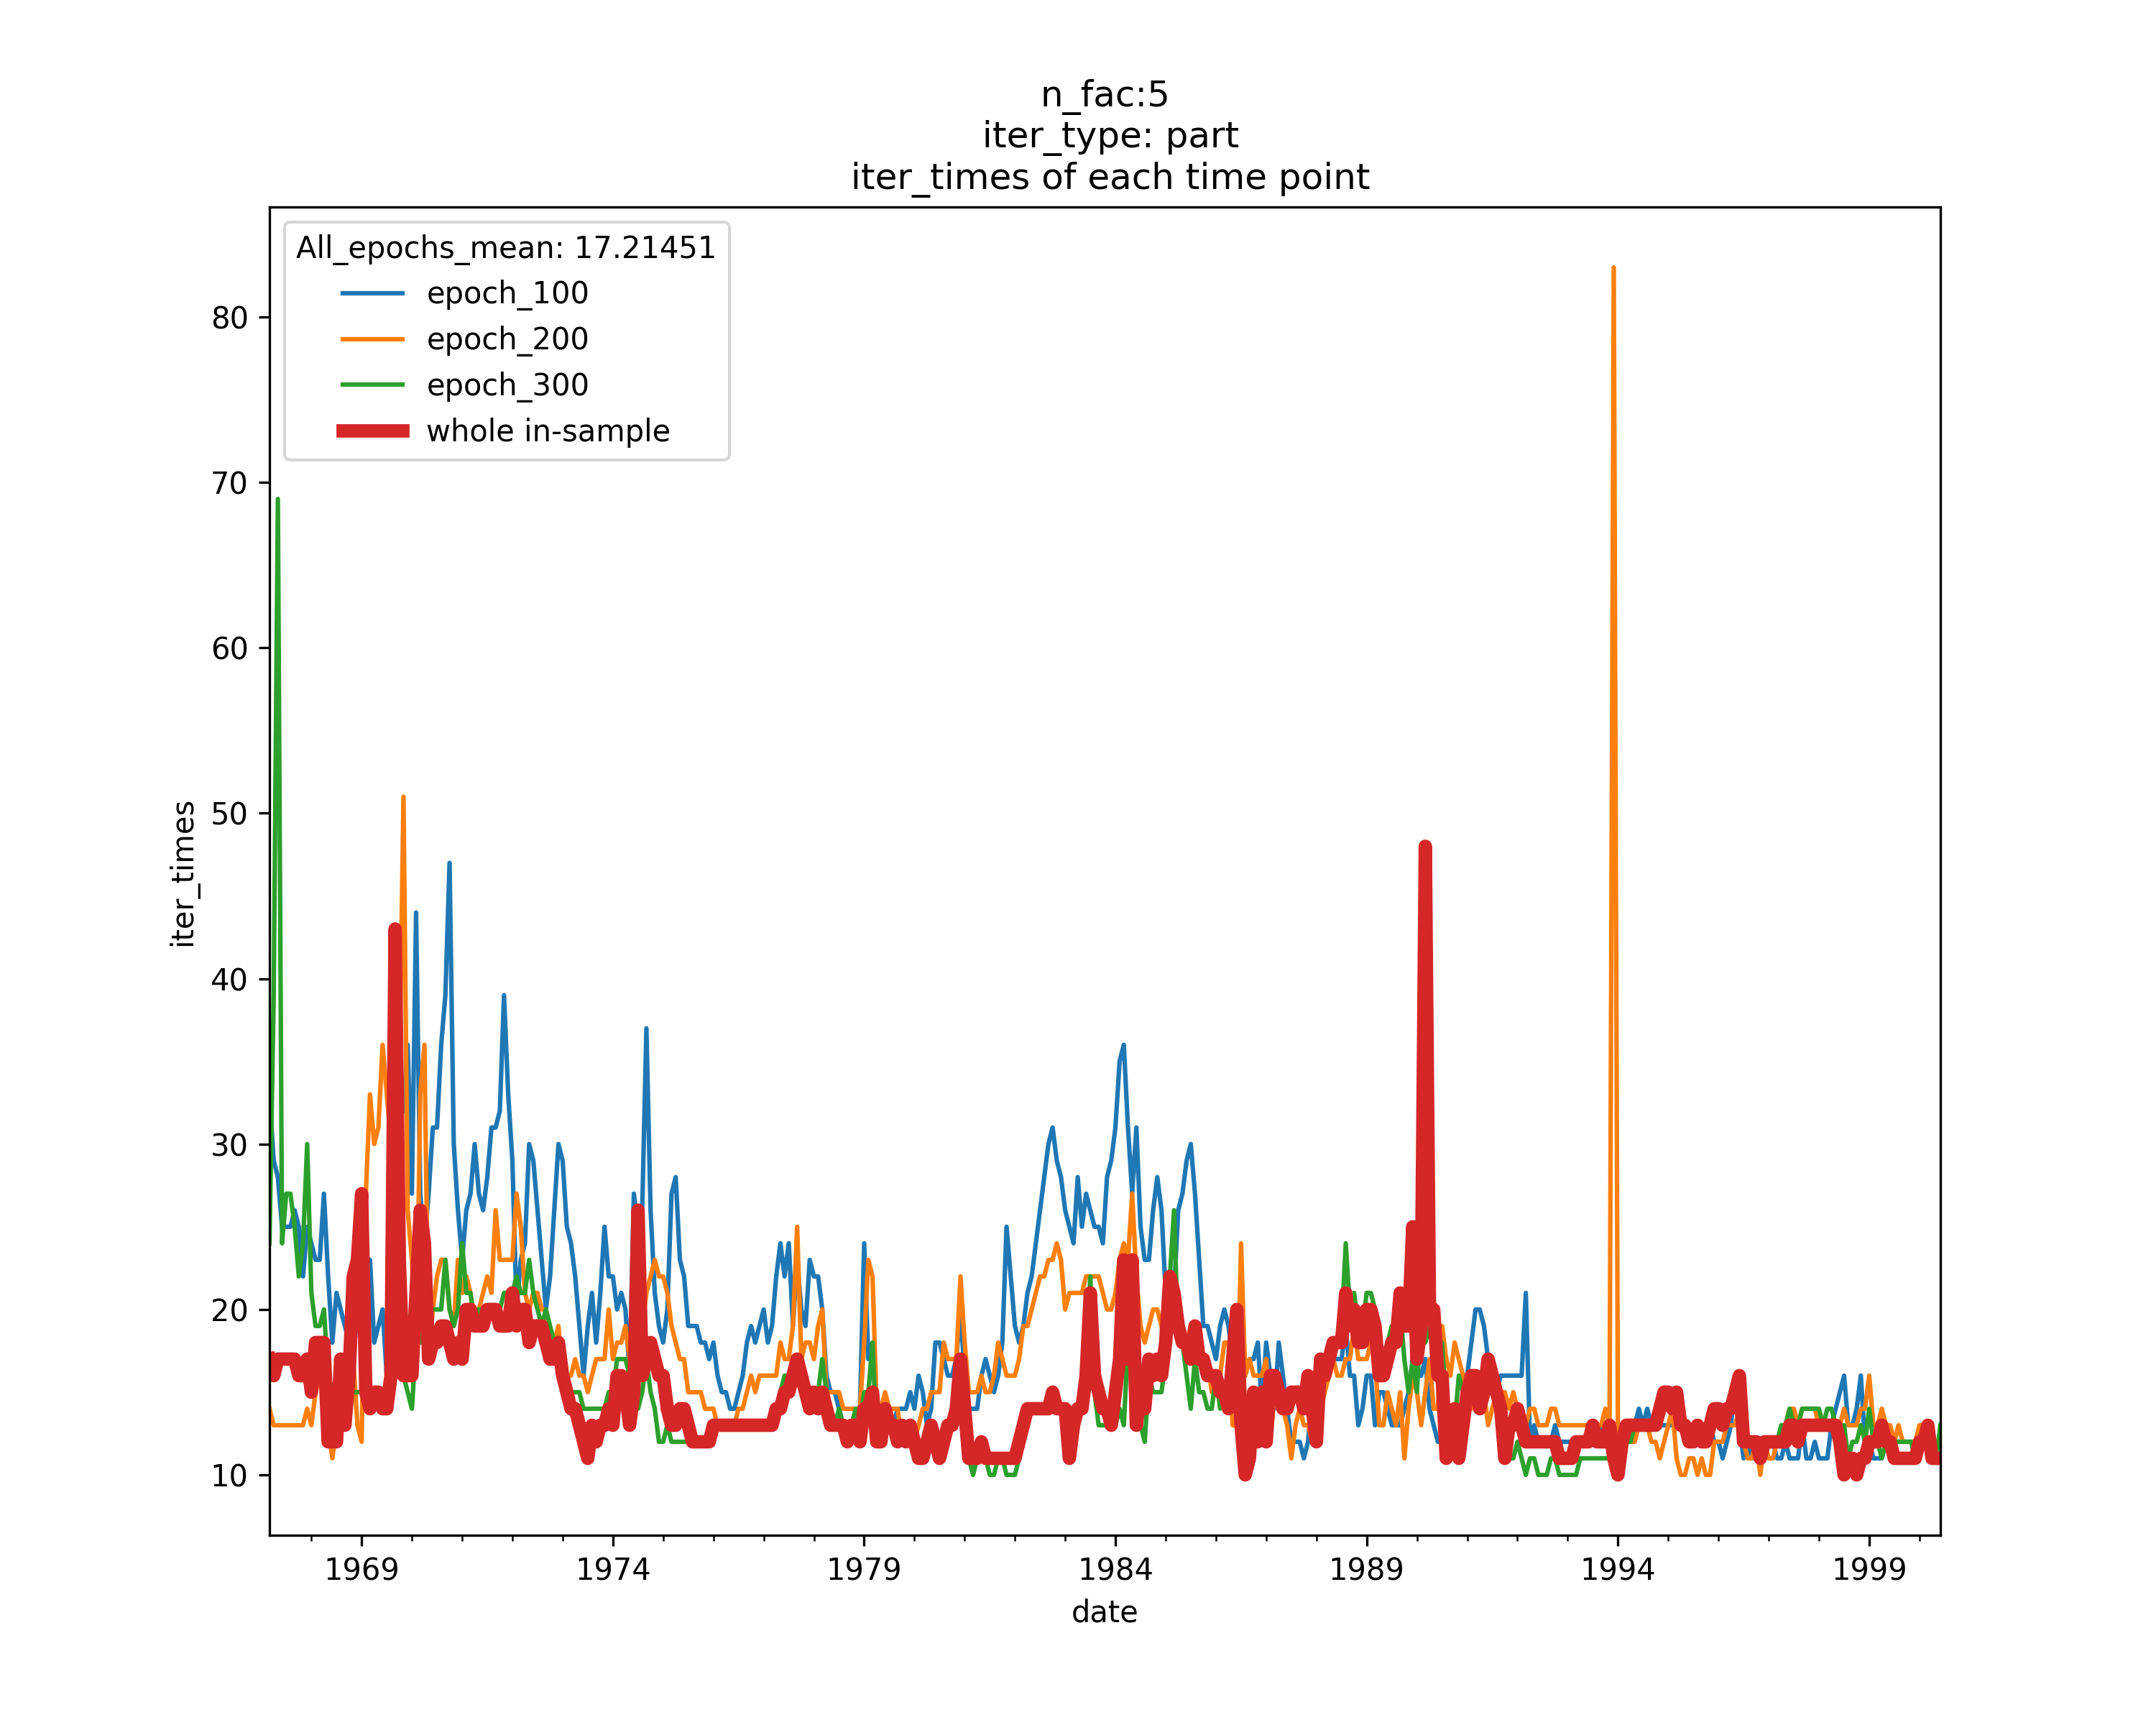 n_fac:5
iter_type: part
iter_times of each time point
All_epochs_mean: 17.21451
epoch_100
epoch_200
epoch_300
whole in-sample
iter_times
80
70
60
50
40
30
20
10
1969 1974 1979 1984 1989 1994 1999
date